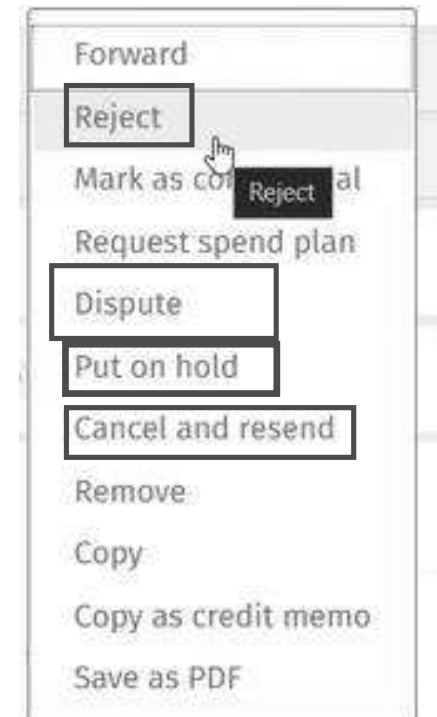 Forward
Reject
Mark as co al
Reject
Request spend plan
Dispute
Put on hold
Cancel and resend
Remove
Copy
Copy as credit memo
Save as PDF